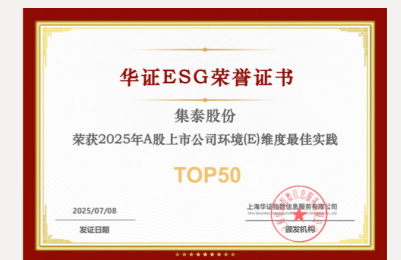 华证ESG荣誉证书
集泰股份
荣获2025年A股上市公司环境(E)维度最佳实践
TOP50
2025/07/08
上海华证指数信息服务有限公司
发证日期
颁发机构